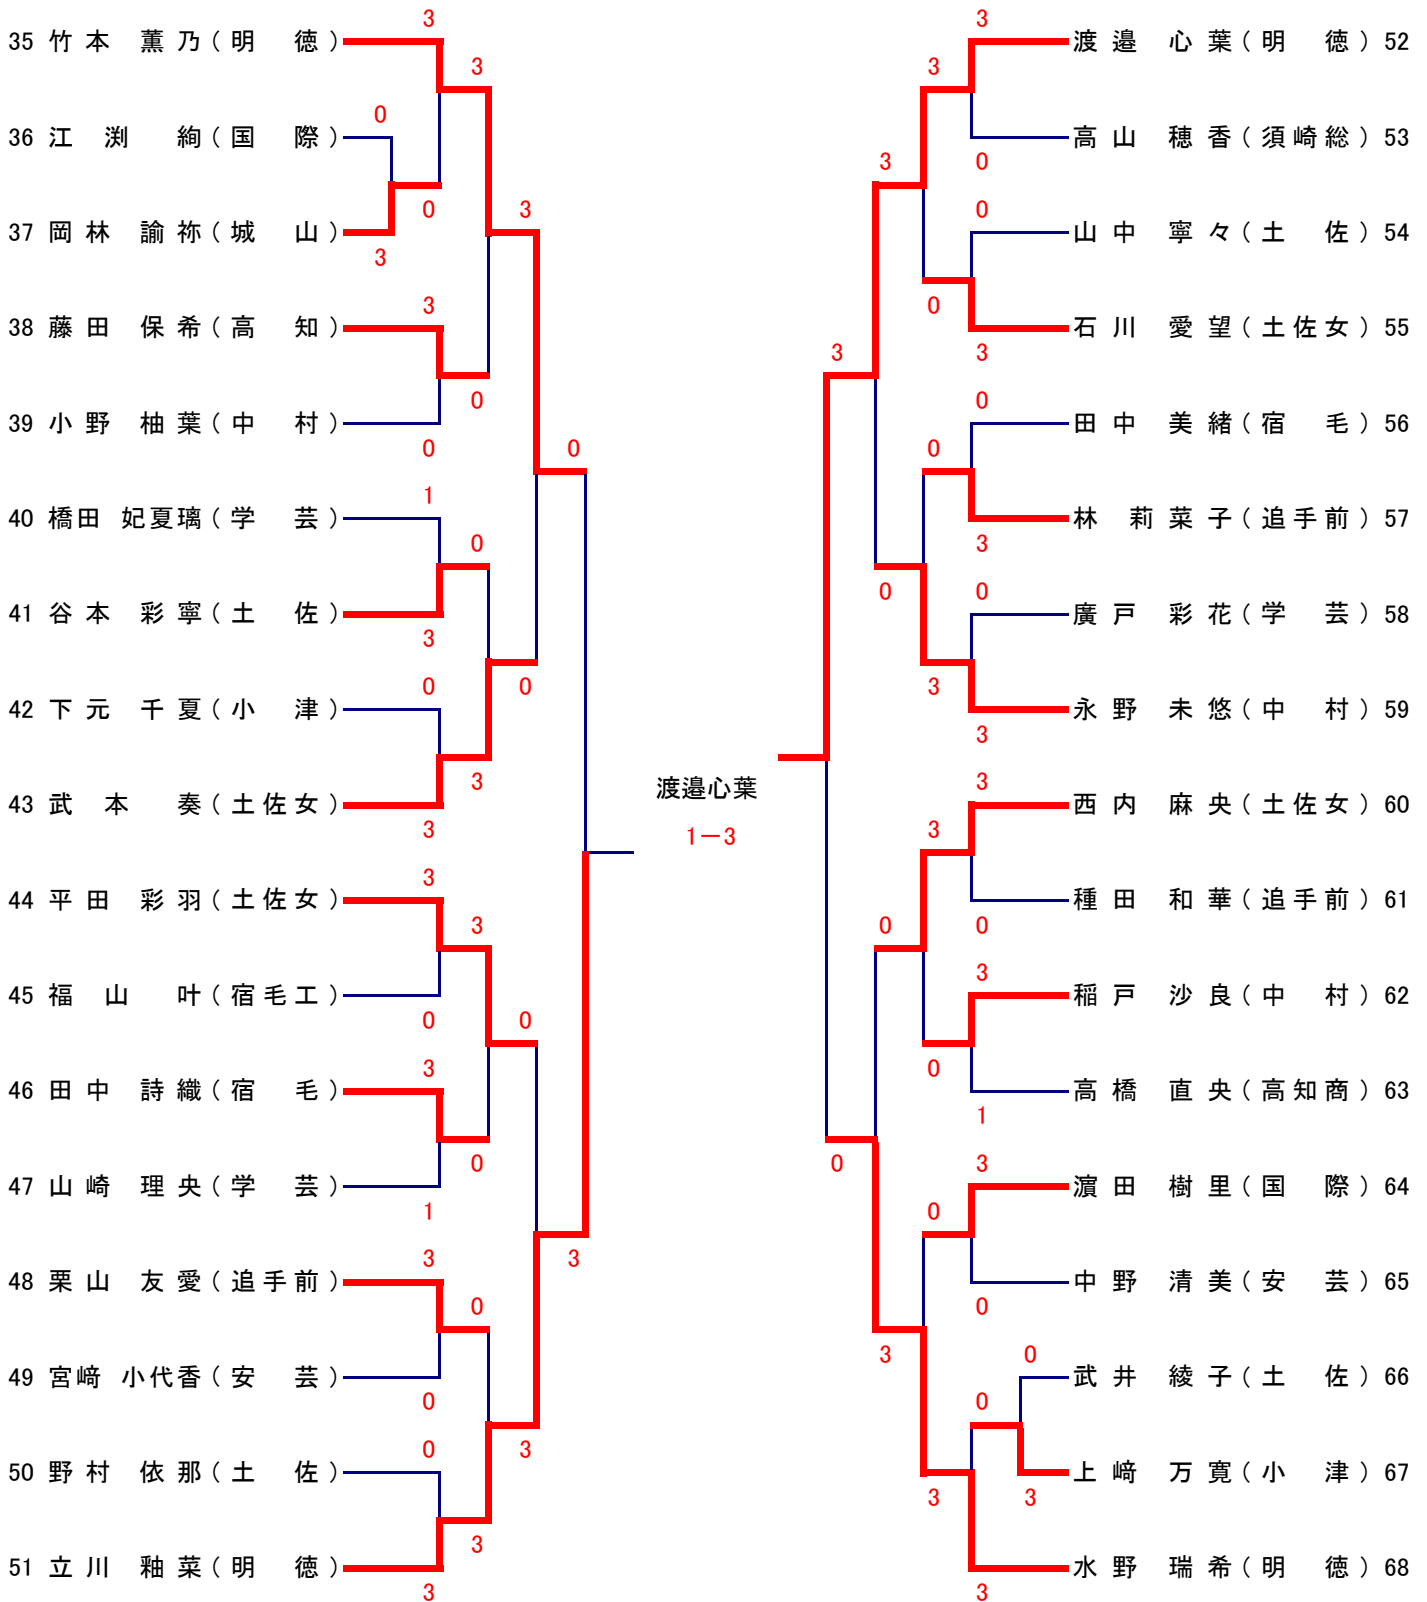 3
35 竹本 薫乃(明 徳)
3
0
36 江渕 絢(国 際)
0
37 岡林 諭祢(城 山)
3
3
3
38 藤田 保希(高 知)
0
39 小野 柚葉(中 村)
0
0
1
40 橋田 妃夏璃(学 芸)
0
41 谷本 彩寧(土 佐)
3
0
0
42 下元 千夏(小 津)
3
43 武本 奏(土佐女)
3
3
44 平田 彩羽(土佐女)
3
45 福山 叶(宿毛工)
0
0
3
46 田中 詩織(宿 毛)
0
47 山崎 理央(学 芸)
1
3
3
48 栗山 友愛(追手前)
0
49 宮﨑 小代香(安 芸)
0
0
3
50 野村 依那(土 佐)
3
51 立川 釉菜(明 徳)
3
渡邉心葉
1-3
3
渡邉 心葉(明 徳)52
3
高山 穂香(須崎総)53
3
0
0
山中 寧々(土 佐)54
0
石川 愛望(土佐女)55
3
3
0
田中 美緒(宿 毛)56
0
林 莉菜子(追手前)57
3
0
0
廣戸 彩花(学 芸)58
3
永野 未悠(中 村)59
3
3
西内 麻央(土佐女)60
3
種田 和華(追手前)61
0
0
3
稲戸 沙良(中 村)62
0
高橋 直央(高知商)63
1
0
3
濵田 樹里(国 際)64
0
中野 清美(安 芸)65
0
3
0
武井 綾子(土 佐)66
0
上﨑 万寛(小 津)67
3
3
水野 瑞希(明 徳)68
3